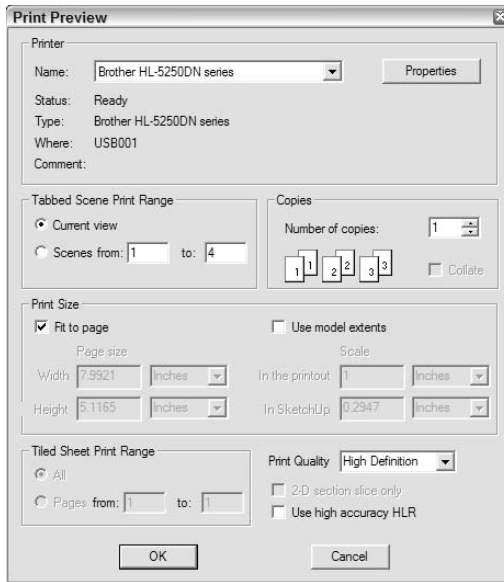 Print Preview
Printer
Name: Brother HL-5250DN series Properties
Status: Ready
Type: Brother HL-5250DN series
Where: USB001
Comment:
Tabbed Scene Print Range
Current view
Scenes from: 1 to: 4
Copies
Number of copies: 1
1 1 2 2 3 3
Collate
Print Size
Fit to page
Use model extents
Page size
Width 7.9921 Inches
Height 5.1165 Inches
Scale
In the printout 1 Inches
In SketchUp 0.2947 Inches
Tiled Sheet Print Range
All
Pages from: 1 to: 1
Print Quality High Definition
2-D section slice only
Use high accuracy HLR
OK Cancel